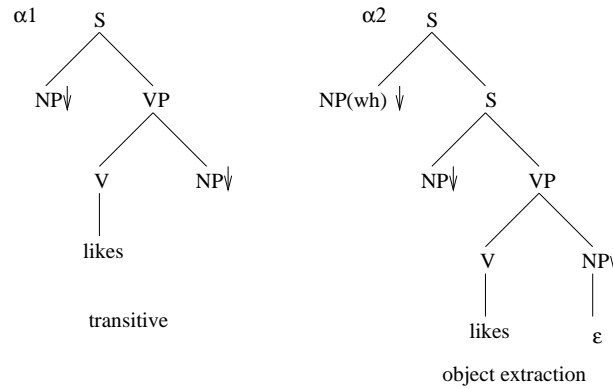 α1 S α2 S
NP↓ VP NP(wh) ↓ S
V NP↓ NP↓ VP
likes V NP↓
transitive likes ε
object extraction